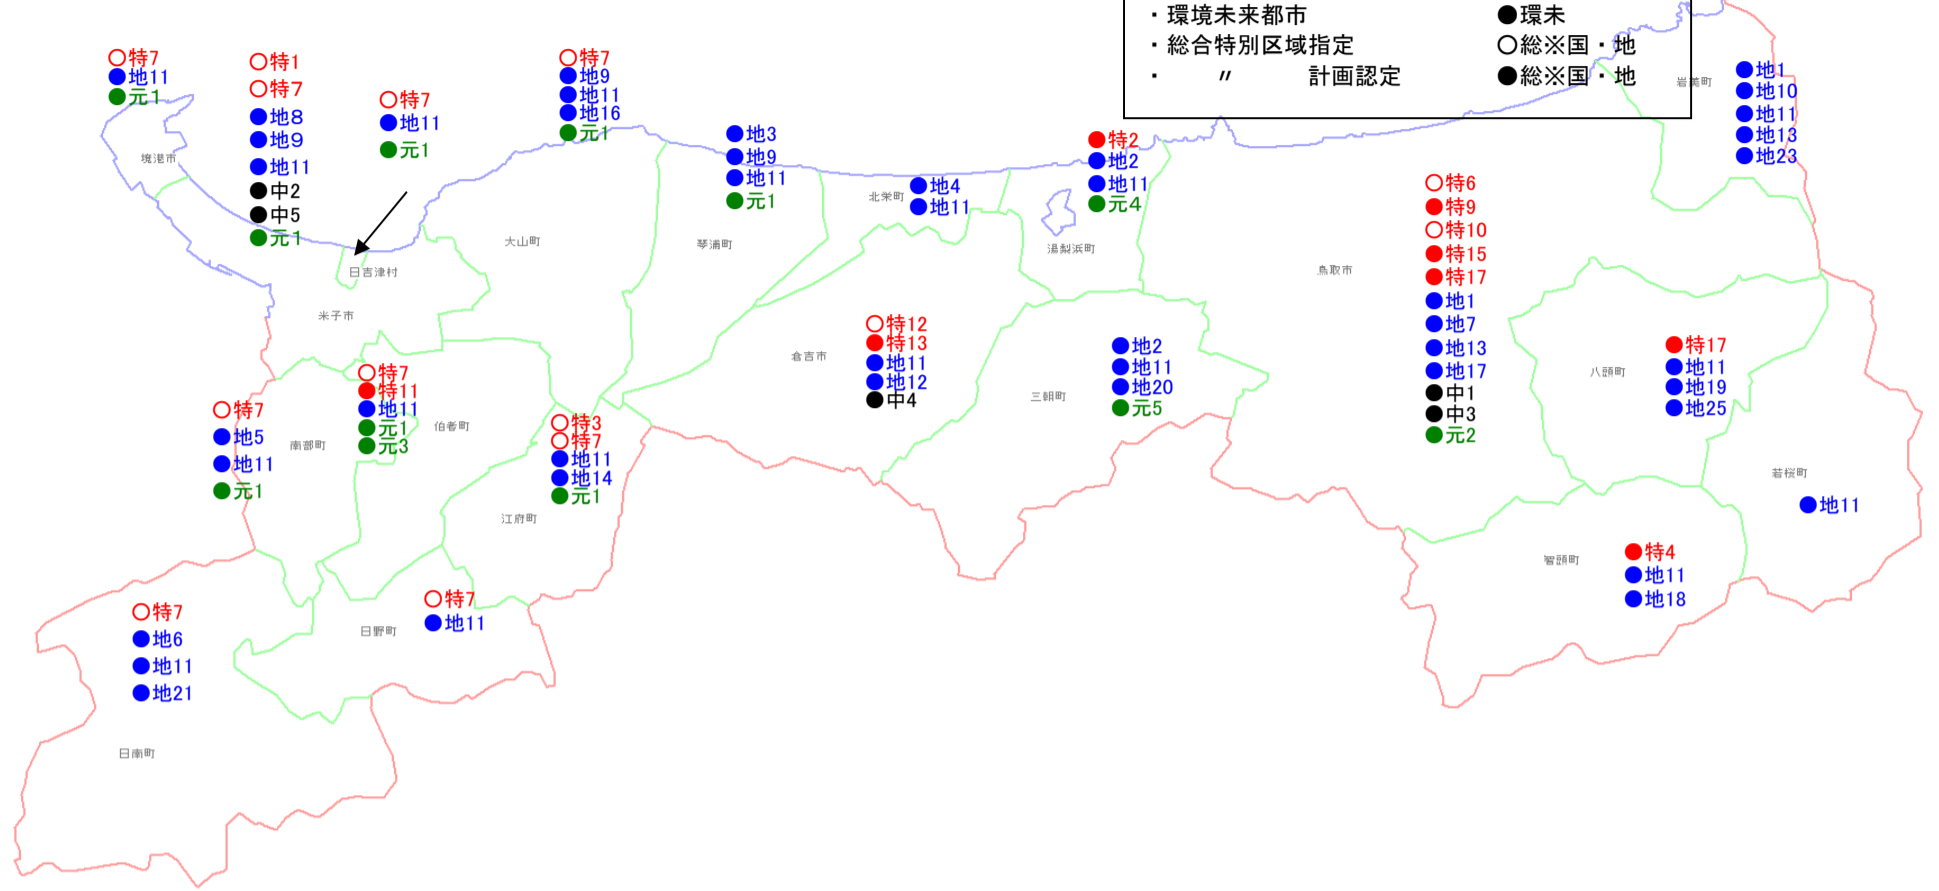 ・環境未来都市 ●環未
・総合特別区域指定 ○総※国・地
・ 〃 計画認定 ●総※国・地
○特7
●地11
●元1
境港市
○特1
○特7
●地8
●地9
●地11
●中2
●中5
●元1
米子市
○特7
●地11
●元1
日吉津村
○特7
●地9
●地11
●地16
●元1
大山町
●地3
●地9
●地11
●元1
琴浦町
●地4
●地11
北栄町
●特2
●地2
●地11
●元4
湯梨浜町
○特6
●特9
○特10
●特15
●特17
●地1
●地7
●地13
●地17
●中1
●中3
●元2
鳥取市
●地1
●地10
●地11
●地13
●地23
岩美町
○特12
●特13
●地11
●地12
●中4
倉吉市
●地2
●地11
●地20
●元5
三朝町
●特17
●地11
●地19
●地25
八頭町
●地11
若桜町
●特4
●地11
●地18
智頭町
○特7
●地5
●地11
●元1
南部町
○特7
●特11
●地11
●元1
●元3
伯耆町
○特3
○特7
●地11
●地14
●元1
江府町
○特7
●地11
日野町
○特7
●地6
●地11
●地21
日南町